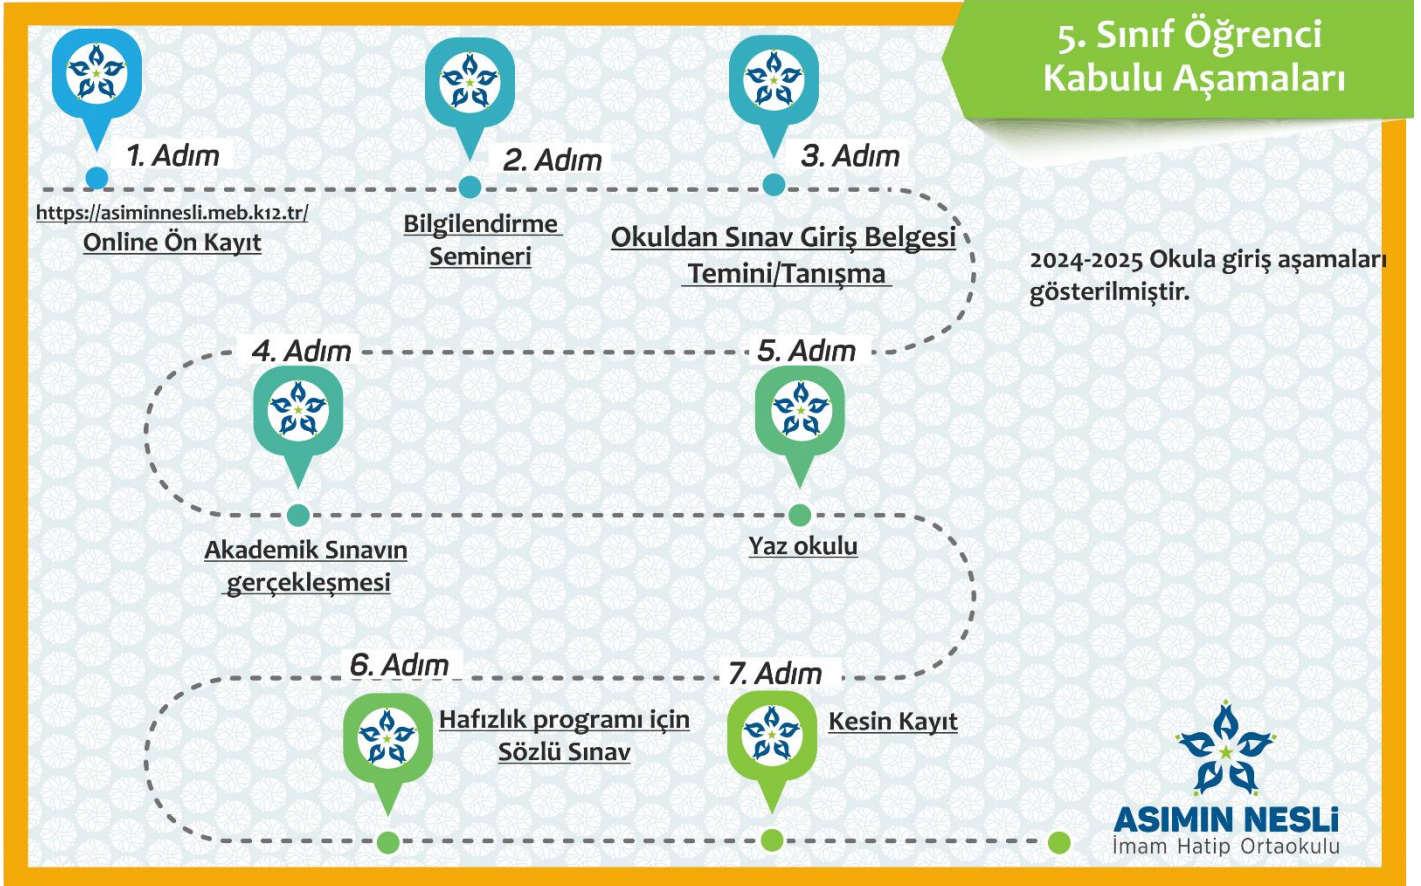 5. Sınıf Öğrenci
Kabulu Aşamaları
1. Adım
https://asiminnesli.meb.k12.tr/
Online Ön Kayıt
2. Adım
Bilgilendirme
Semineri
3. Adım
Okuldan Sınav Giriş Belgesi
Temini/Tanışma
2024-2025 Okula giriş aşamaları
gösterilmiştir.
4. Adım
Akademik Sınavın
gerçekleşmesi
5. Adım
Yaz okulu
6. Adım
Hafızlık programı için
Sözlü Sınav
7. Adım
Kesin Kayıt
ASIMIN NESLi
İmam Hatip Ortaokulu